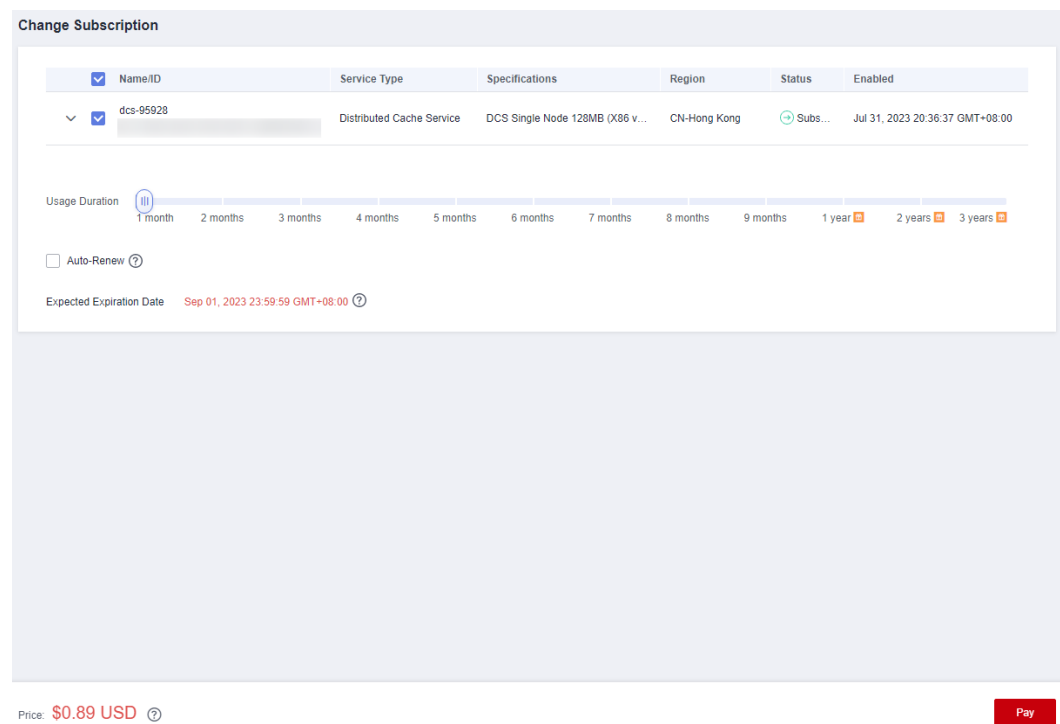 Change Subscription
Name/ID Service Type Specifications Region Status Enabled
dcs-95928
Distributed Cache Service DCS Single Node 128MB (X86 v... CN-Hong Kong Subs... Jul 31, 2023 20:36:37 GMT+08:00
Usage Duration
1 month 2 months 3 months 4 months 5 months 6 months 7 months 8 months 9 months 1 year 2 years 3 years
Auto-Renew ?
Expected Expiration Date Sep 01, 2023 23:59:59 GMT+08:00 ?
Price: $0.89 USD ?
Pay